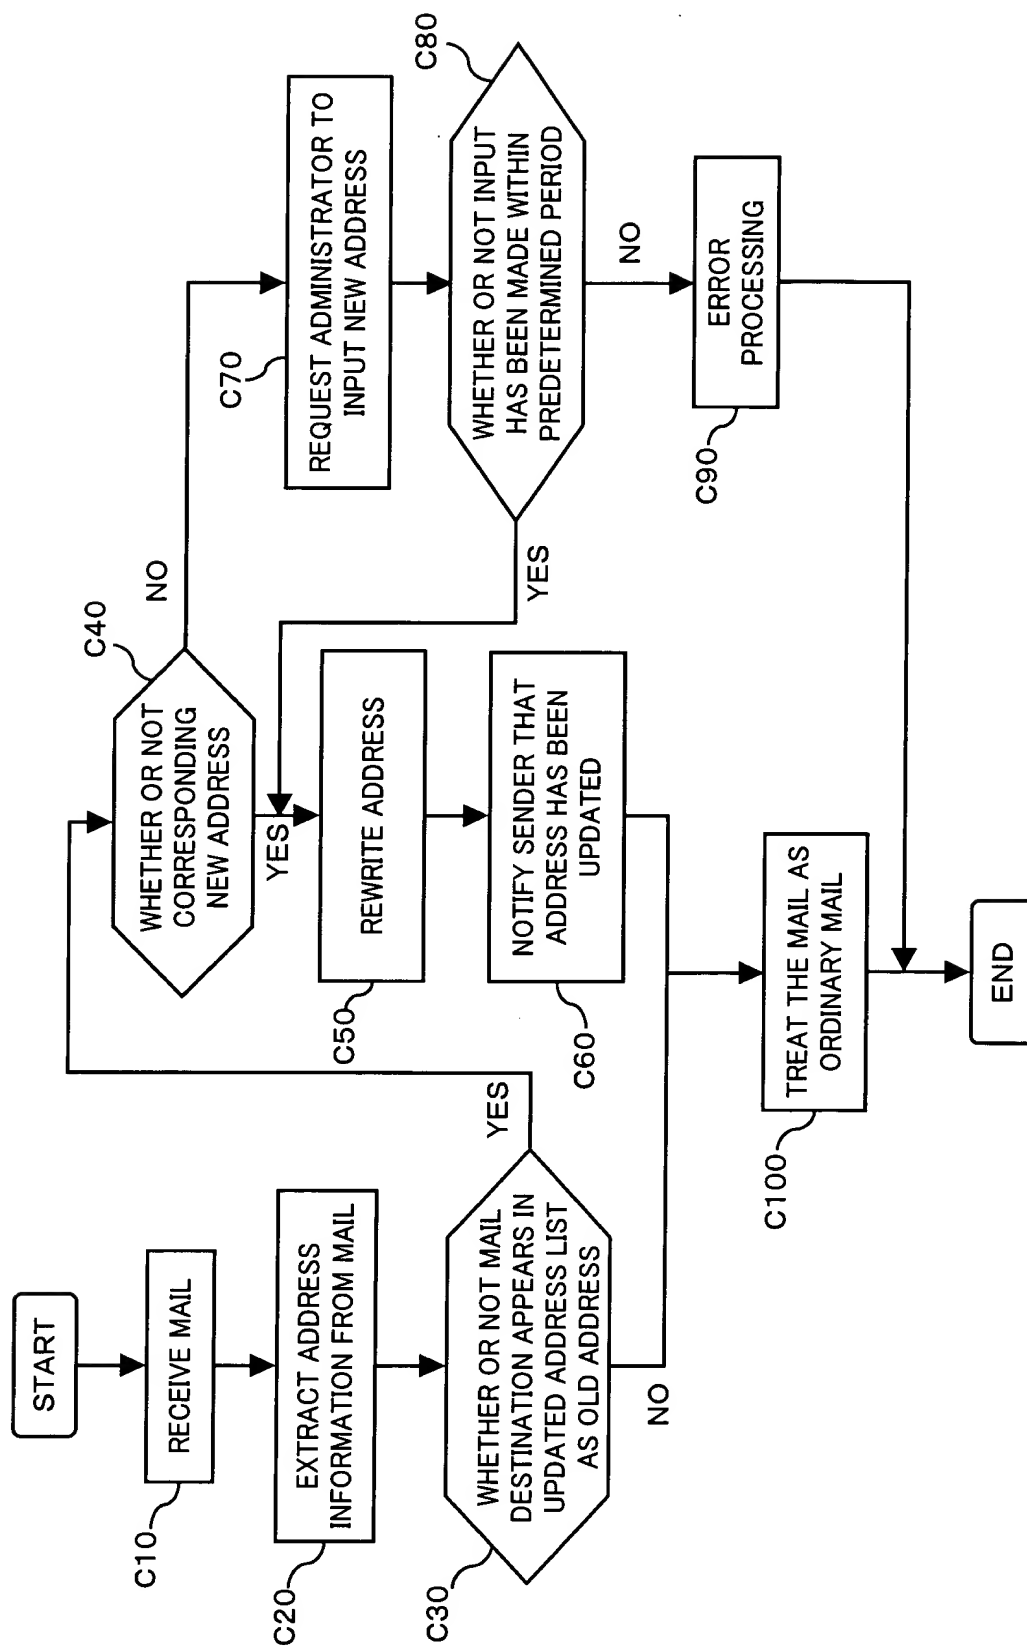 START
C10
RECEIVE MAIL
C20
EXTRACT ADDRESS
INFORMATION FROM MAIL
C30
WHETHER OR NOT MAIL
DESTINATION APPEARS IN
UPDATED ADDRESS LIST
AS OLD ADDRESS
YES
NO
C40
WHETHER OR NOT
CORRESPONDING
NEW ADDRESS
NO
YES
C50
REWRITE ADDRESS
C60
NOTIFY SENDER THAT
ADDRESS HAS BEEN
UPDATED
C70
REQUEST ADMINISTRATOR TO
INPUT NEW ADDRESS
C80
WHETHER OR NOT INPUT
HAS BEEN MADE WITHIN
PREDETERMINED PERIOD
YES
NO
C90
ERROR
PROCESSING
C100
TREAT THE MAIL AS
ORDINARY MAIL
END